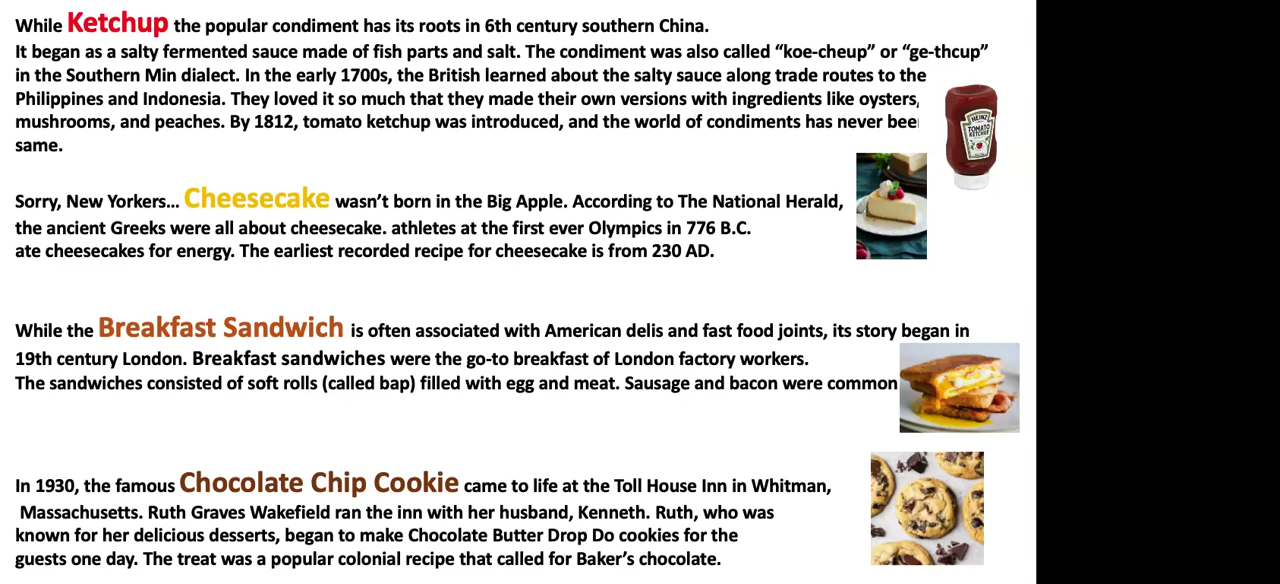 While Ketchup the popular condiment has its roots in 6th century southern China.
It began as a salty fermented sauce made of fish parts and salt. The condiment was also called “koe-cheup” or “ge-thcup”
in the Southern Min dialect. In the early 1700s, the British learned about the salty sauce along trade routes to the
Philippines and Indonesia. They loved it so much that they made their own versions with ingredients like oysters,
mushrooms, and peaches. By 1812, tomato ketchup was introduced, and the world of condiments has never bee
same.
HEINZ
TOMATO
KETCHUP
Sorry, New Yorkers... Cheesecake wasn’t born in the Big Apple. According to The National Herald,
the ancient Greeks were all about cheesecake. athletes at the first ever Olympics in 776 B.C.
ate cheesecakes for energy. The earliest recorded recipe for cheesecake is from 230 AD.
While the Breakfast Sandwich is often associated with American delis and fast food joints, its story began in
19th century London. Breakfast sandwiches were the go-to breakfast of London factory workers.
The sandwiches consisted of soft rolls (called bap) filled with egg and meat. Sausage and bacon were common
In 1930, the famous Chocolate Chip Cookie came to life at the Toll House Inn in Whitman,
Massachusetts. Ruth Graves Wakefield ran the inn with her husband, Kenneth. Ruth, who was
known for her delicious desserts, began to make Chocolate Butter Drop Do cookies for the
guests one day. The treat was a popular colonial recipe that called for Baker’s chocolate.